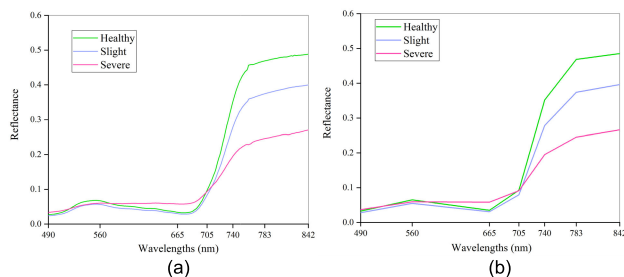 0.6
0.5
0.4
0.3
0.2
0.1
0.0
Reflectance
Healthy
Slight
Severe
490 560 665 705 740 783 842
Wavelengths (nm)
(a)
0.6
0.5
0.4
0.3
0.2
0.1
0.0
Reflectance
Healthy
Slight
Severe
490 560 665 705 740 783 842
Wavelengths (nm)
(b)